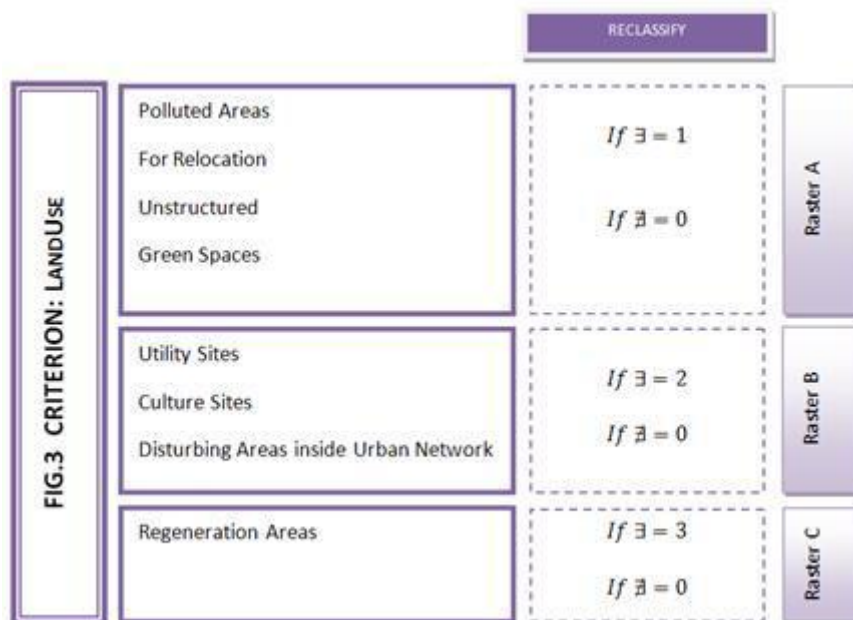 RECLASSIFY
FIG.3 CRITERION: LANDUSE
Polluted Areas
For Relocation
Unstructured
Green Spaces
If ∃ = 1
If ∄ = 0
Raster A
Utility Sites
Culture Sites
Disturbing Areas inside Urban Network
If ∃ = 2
If ∄ = 0
Raster B
Regeneration Areas
If ∃ = 3
If ∄ = 0
Raster C